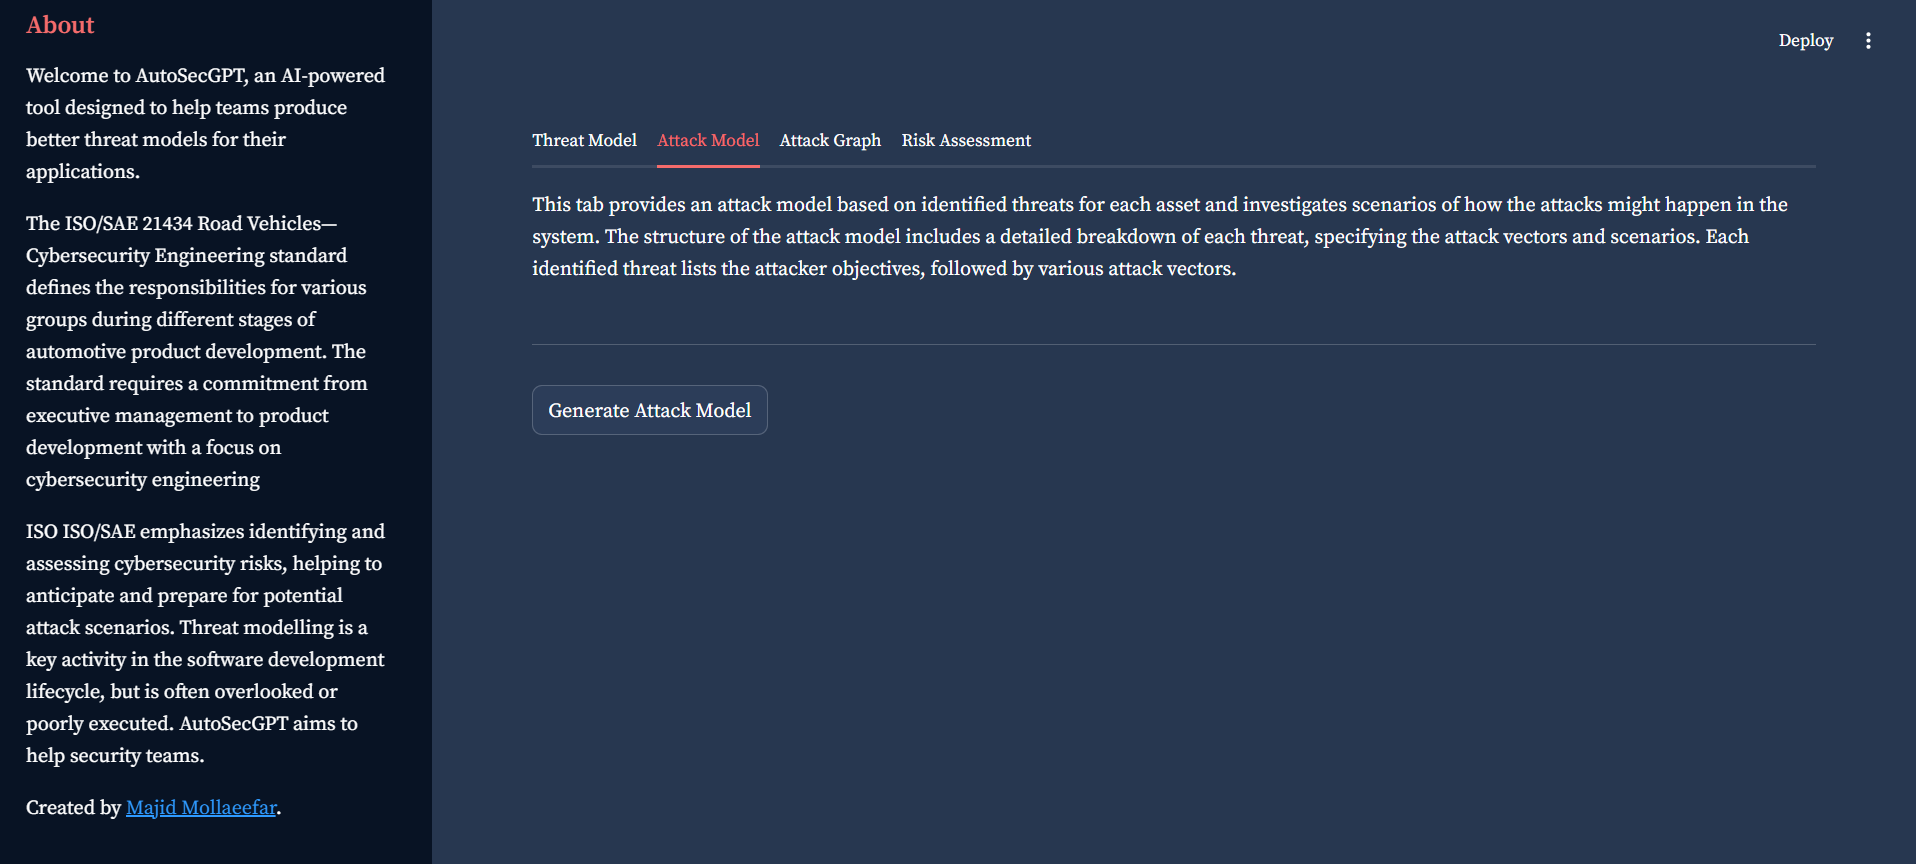 About
Welcome to AutoSecGPT, an AI-powered
tool designed to help teams produce
better threat models for their
applications.
The ISO/SAE 21434 Road Vehicles—
Cybersecurity Engineering standard
defines the responsibilities for various
groups during different stages of
automotive product development. The
standard requires a commitment from
executive management to product
development with a focus on
cybersecurity engineering
ISO ISO/SAE emphasizes identifying and
assessing cybersecurity risks, helping to
anticipate and prepare for potential
attack scenarios. Threat modelling is a
key activity in the software development
lifecycle, but is often overlooked or
poorly executed. AutoSecGPT aims to
help security teams.
Created by Majid Mollaeefar.
Deploy
Threat Model Attack Model Attack Graph Risk Assessment
This tab provides an attack model based on identified threats for each asset and investigates scenarios of how the attacks might happen in the
system. The structure of the attack model includes a detailed breakdown of each threat, specifying the attack vectors and scenarios. Each
identified threat lists the attacker objectives, followed by various attack vectors.
Generate Attack Model